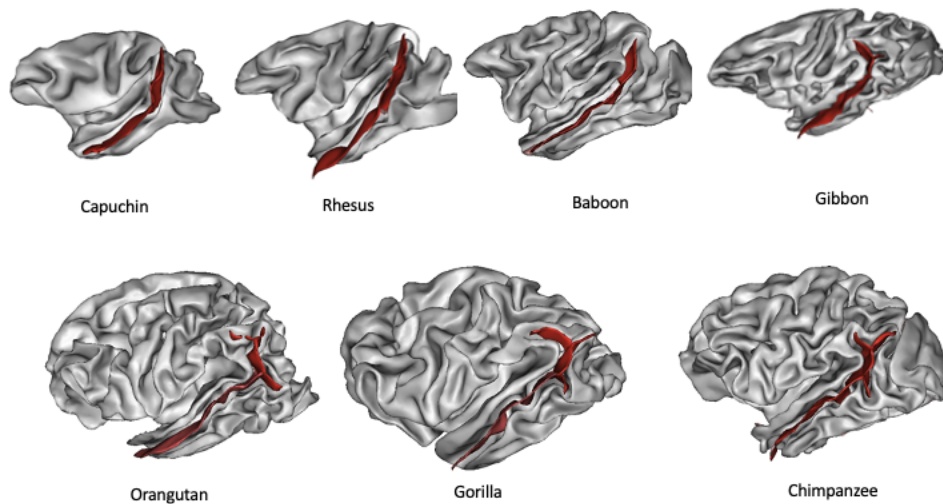 Capuchin
Rhesus
Baboon
Gibbon
Orangutan
Gorilla
Chimpanzee